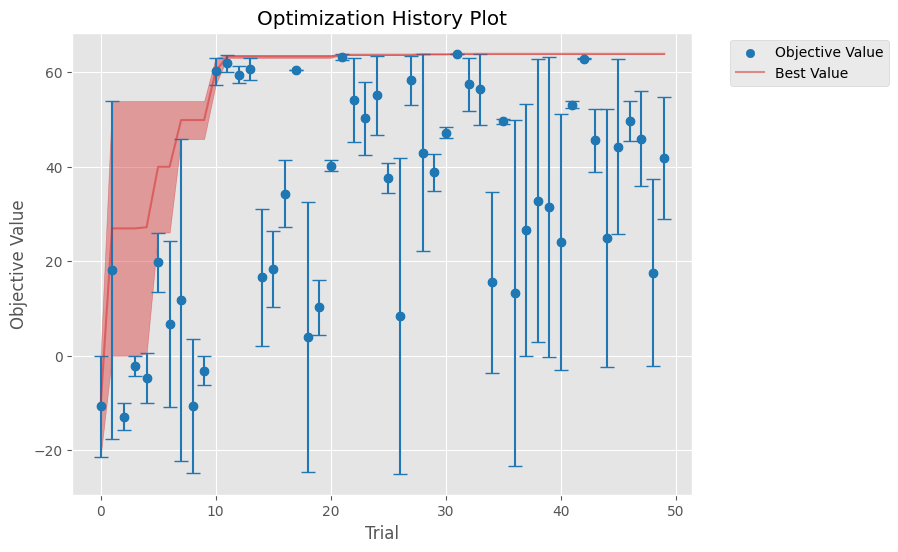 Optimization History Plot
Objective Value
Best Value
Objective Value
60
40
20
0
−20
0 10 20 30 40 50
Trial